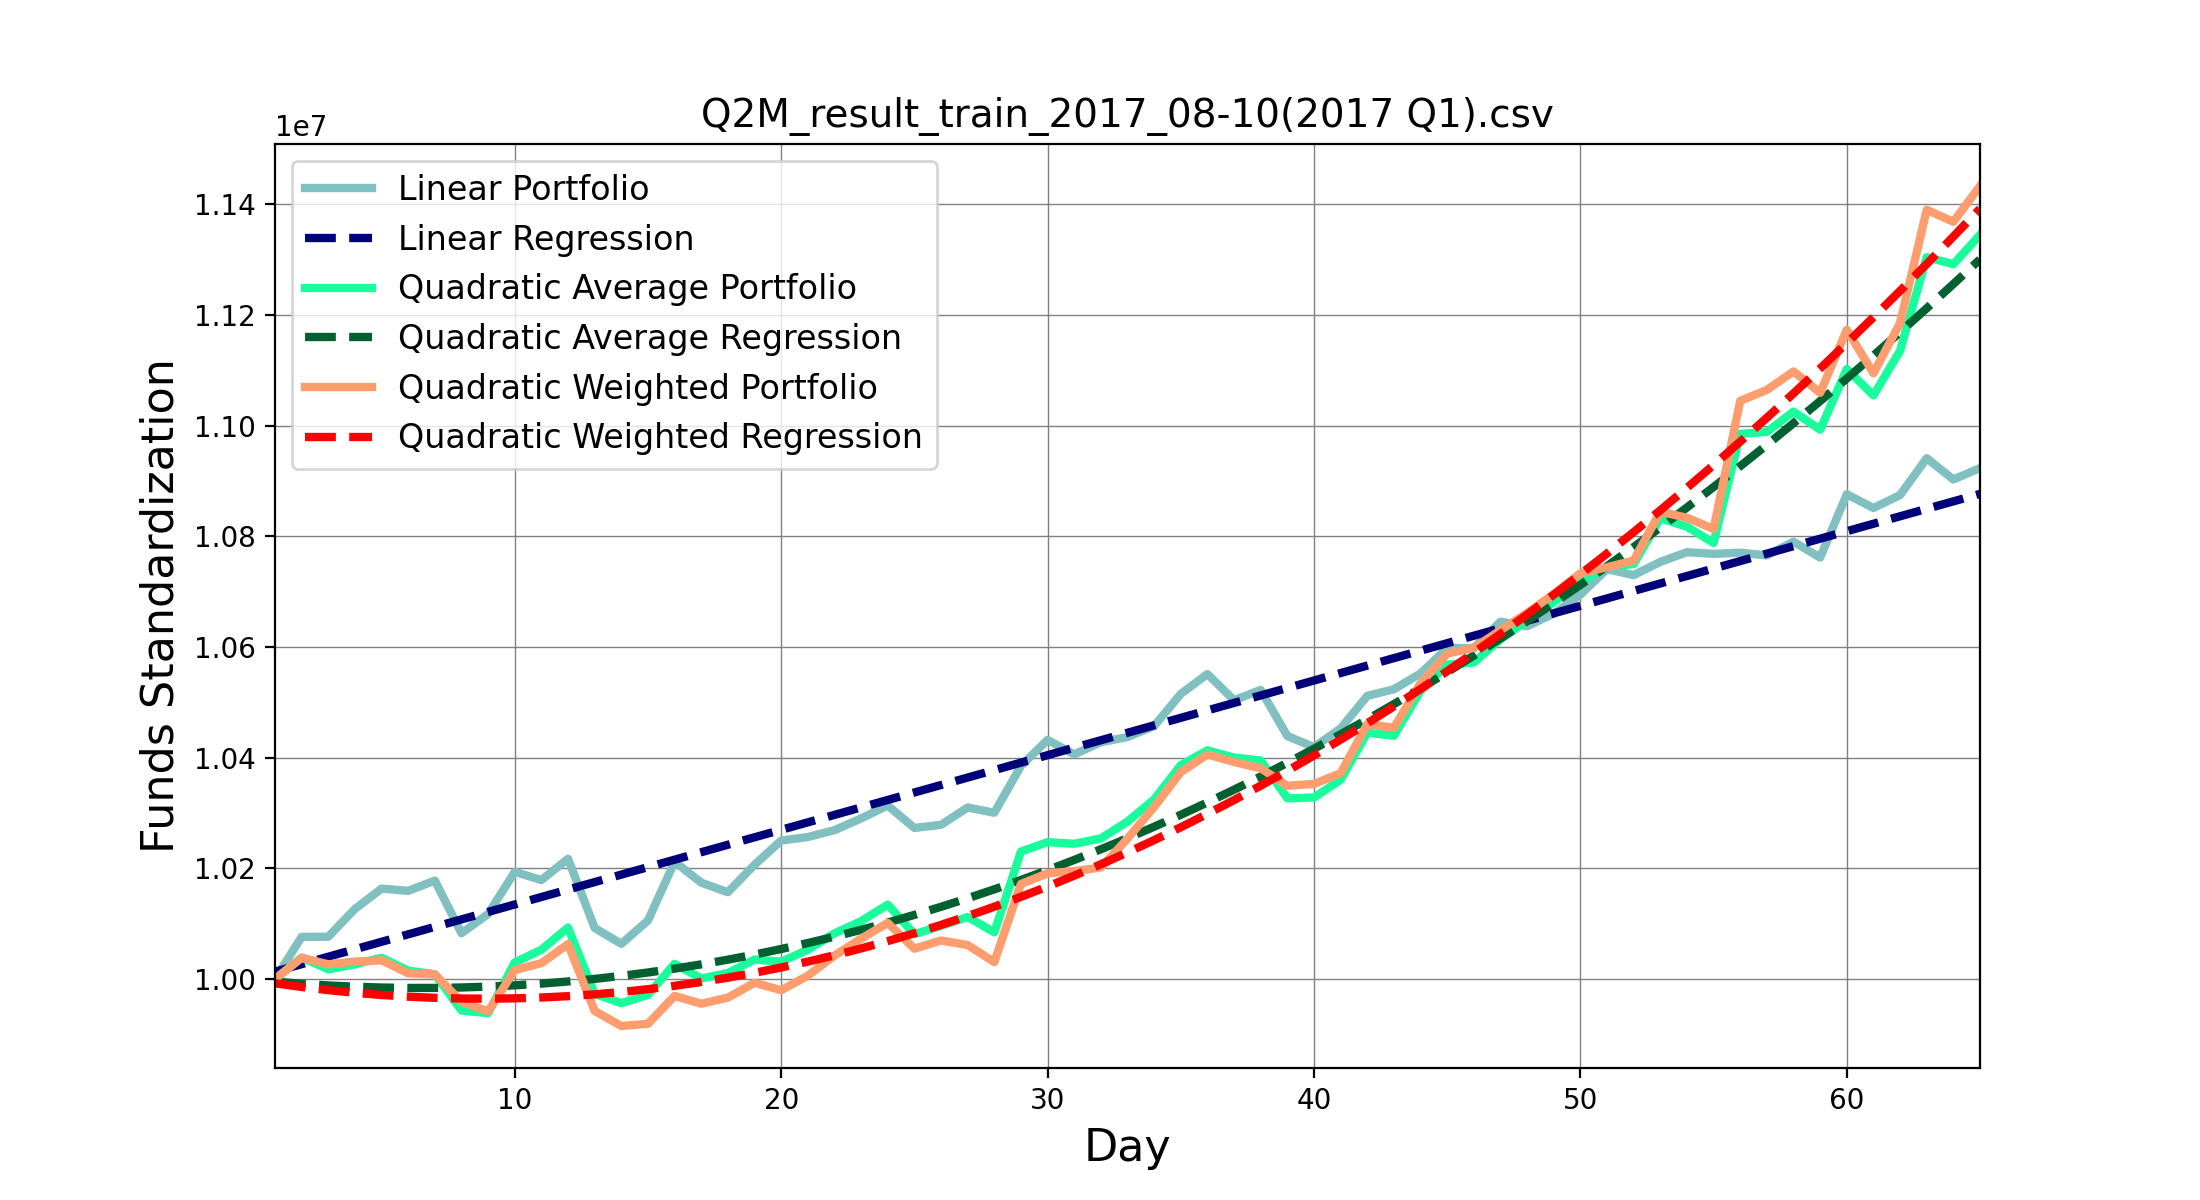 Q2M_result_train_2017_08-10(2017 Q1).csv
1e7
Linear Portfolio
Linear Regression
Quadratic Average Portfolio
Quadratic Average Regression
Quadratic Weighted Portfolio
Quadratic Weighted Regression
1.14
1.12
1.10
1.08
1.06
1.04
1.02
1.00
Funds Standardization
10 20 30 40 50 60
Day